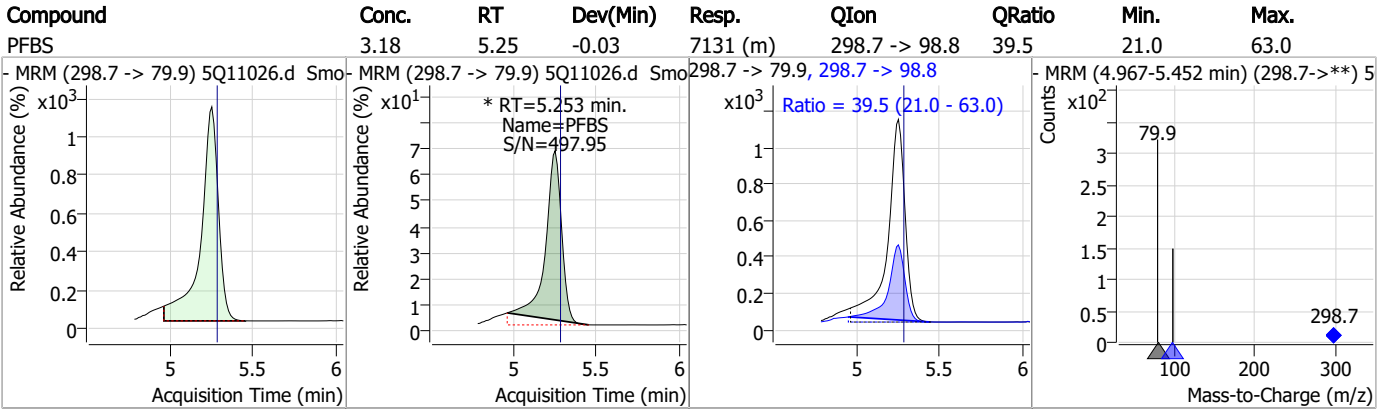 Compound Conc. RT Dev(Min) Resp. QIon QRatio Min. Max.
PFBS 3.18 5.25 -0.03 7131 (m) 298.7 -> 98.8 39.5 21.0 63.0
- MRM (298.7 -> 79.9) 5Q11026.d Smo
x10³
1
0.8
0.6
0.4
0.2
0
Relative Abundance (%)
5 5.5 6
Acquisition Time (min)
- MRM (298.7 -> 79.9) 5Q11026.d Smo
x10¹
* RT=5.253 min.
Name=PFBS
S/N=497.95
7
6
5
4
3
2
1
0
Relative Abundance (%)
5 5.5 6
Acquisition Time (min)
298.7 -> 79.9, 298.7 -> 98.8
x10³
Ratio = 39.5 (21.0 - 63.0)
1
0.8
0.6
0.4
0.2
0
5 5.5 6
Acquisition Time (min)
- MRM (4.967-5.452 min) (298.7->**) 5
x10²
Counts
79.9
3
2.5
2
1.5
1
0.5
0
298.7
100 200 300
Mass-to-Charge (m/z)